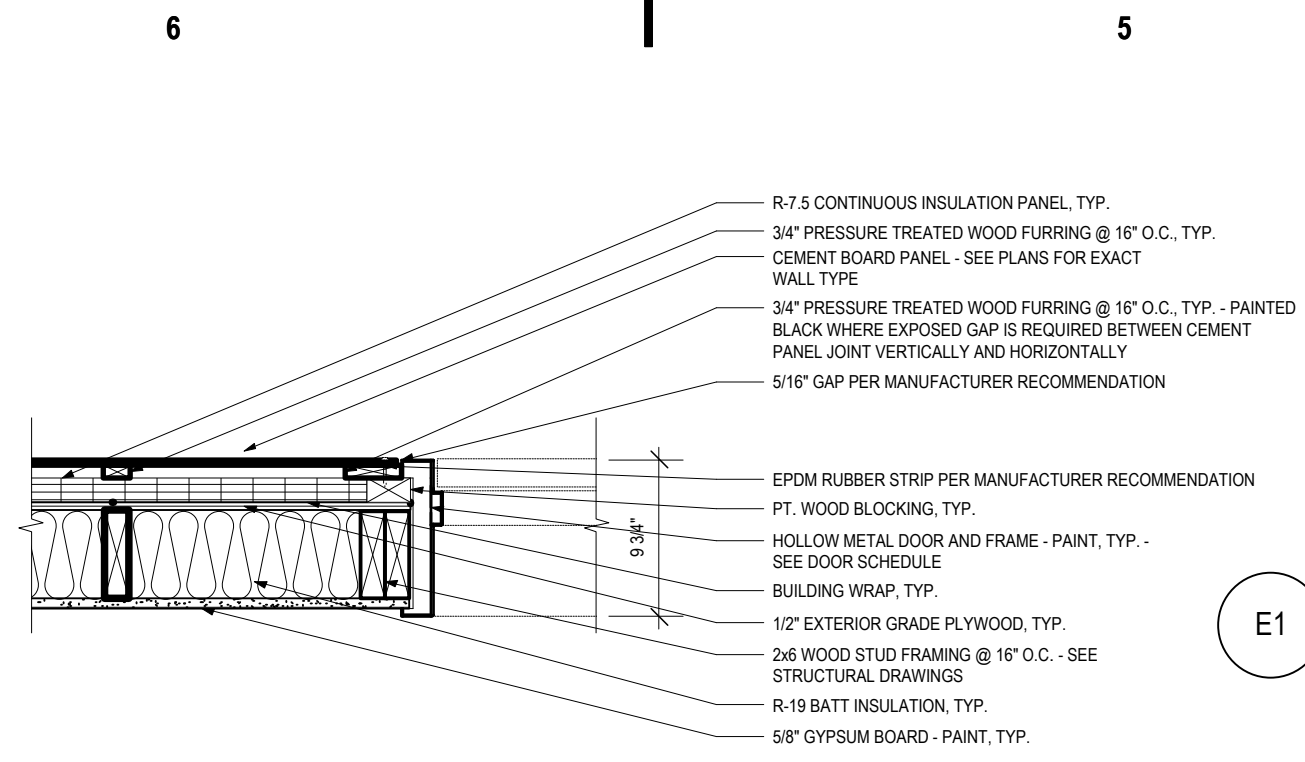 6
5
R-7.5 CONTINUOUS INSULATION PANEL, TYP.
3/4" PRESSURE TREATED WOOD FURRING @ 16" O.C., TYP.
CEMENT BOARD PANEL - SEE PLANS FOR EXACT
WALL TYPE
3/4" PRESSURE TREATED WOOD FURRING @ 16" O.C., TYP. - PAINTED
BLACK WHERE EXPOSED GAP IS REQUIRED BETWEEN CEMENT
PANEL JOINT VERTICALLY AND HORIZONTALLY
5/16" GAP PER MANUFACTURER RECOMMENDATION
EPDM RUBBER STRIP PER MANUFACTURER RECOMMENDATION
PT. WOOD BLOCKING, TYP.
HOLLOW METAL DOOR AND FRAME - PAINT, TYP. -
SEE DOOR SCHEDULE
BUILDING WRAP, TYP.
1/2" EXTERIOR GRADE PLYWOOD, TYP.
2x6 WOOD STUD FRAMING @ 16" O.C. - SEE
STRUCTURAL DRAWINGS
R-19 BATT INSULATION, TYP.
5/8" GYPSUM BOARD - PAINT, TYP.
9 3/4"
E1